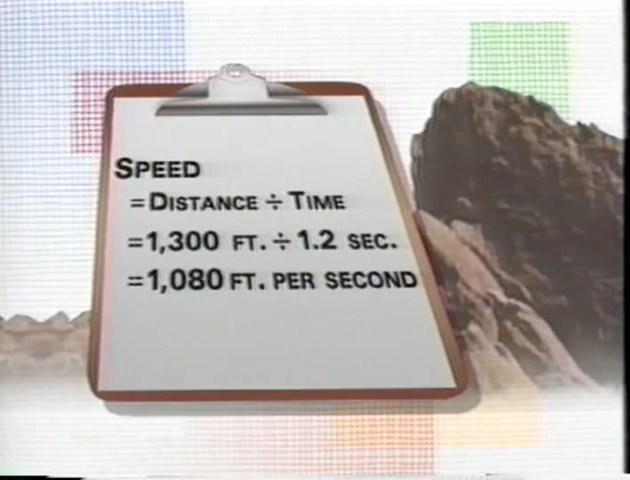 SPEED
=DISTANCE ÷ TIME
=1,300 FT. ÷ 1.2 SEC.
=1,080 FT. PER SECOND